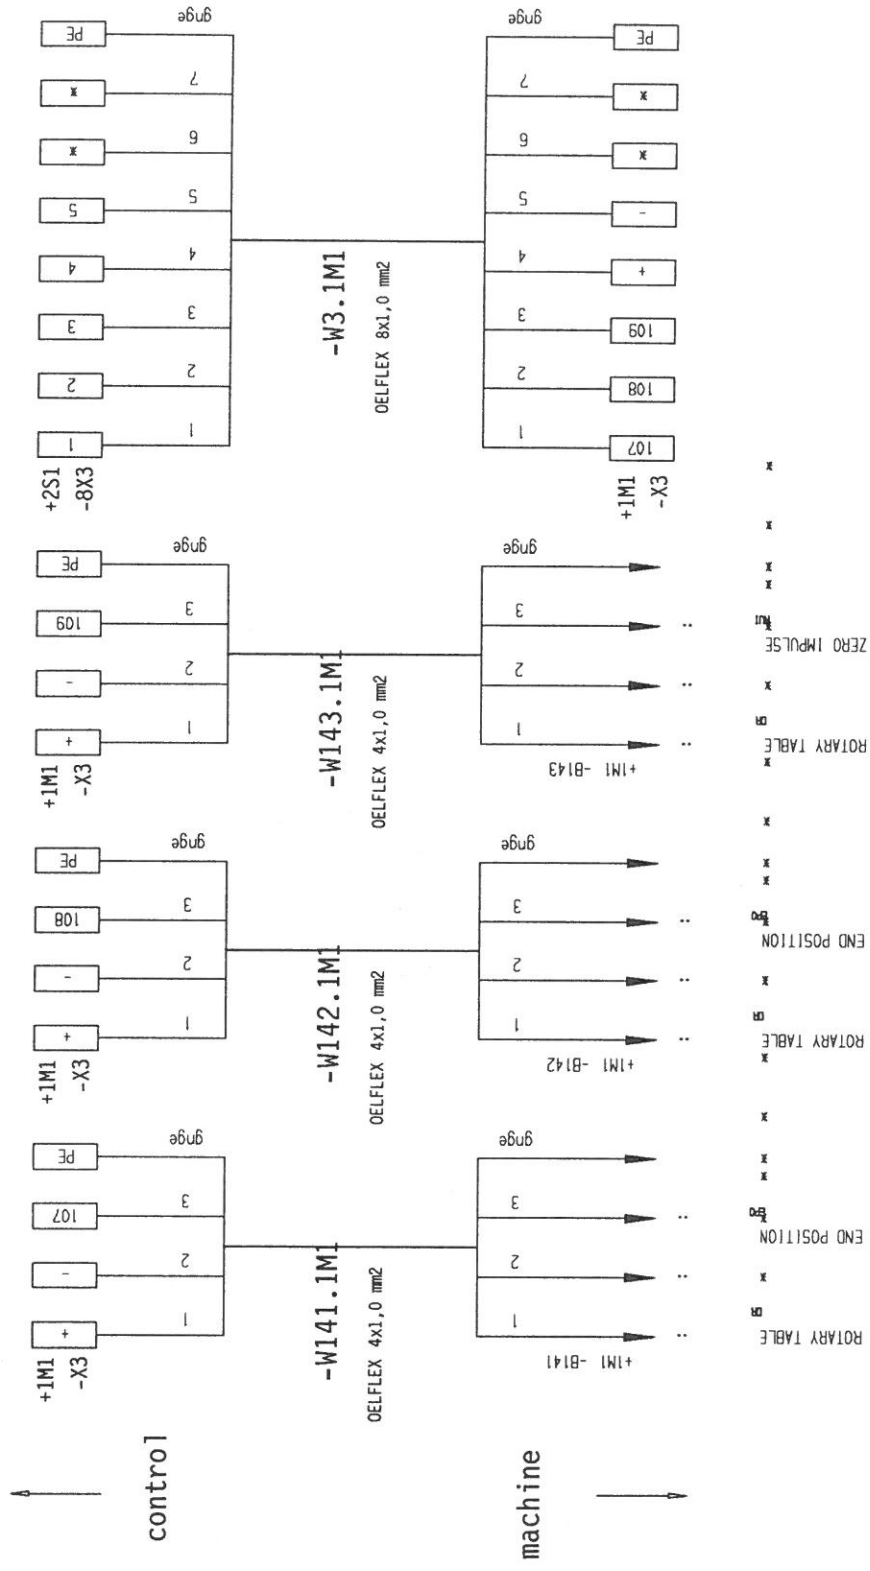 control
machine
+1M1
-X3
+
-
107
PE
1
2
3
gnge
-W141.1M1
OELFLEX 4x1,0 mm2
1
2
3
gnge
+1M1 -B141
ROTARY TABLE
END POSITION
+1M1
-X3
+
-
108
PE
1
2
3
gnge
-W142.1M1
OELFLEX 4x1,0 mm2
1
2
3
gnge
+1M1 -B142
ROTARY TABLE
END POSITION
+1M1
-X3
+
-
109
PE
1
2
3
gnge
-W143.1M1
OELFLEX 4x1,0 mm2
1
2
3
gnge
+1M1 -B143
ROTARY TABLE
ZERO IMPULSE
+2S1
-8X3
1
2
3
4
5
*
*
PE
1
2
3
4
5
6
7
gnge
-W3.1M1
OELFLEX 8x1,0 mm2
1
2
3
4
5
6
7
gnge
+1M1
-X3
107
108
109
+
-
*
*
PE